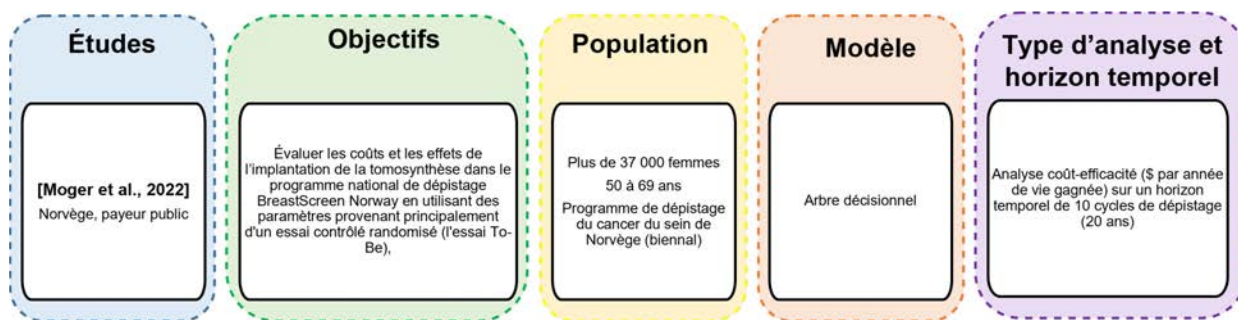 Études
[Moger et al., 2022]
Norvège, payeur public
Objectifs
Évaluer les coûts et les effets de
l'implantation de la tomosynthèse dans le
programme national de dépistage
BreastScreen Norway en utilisant des
paramètres provenant principalement
d'un essai contrôlé randomisé (l'essai To-
Be),
Population
Plus de 37 000 femmes
50 à 69 ans
Programme de dépistage
du cancer du sein de
Norvège (biennal)
Modèle
Arbre décisionnel
Type d'analyse et
horizon temporel
Analyse coût-efficacité ($ par année
de vie gagnée) sur un horizon
temporel de 10 cycles de dépistage
(20 ans)